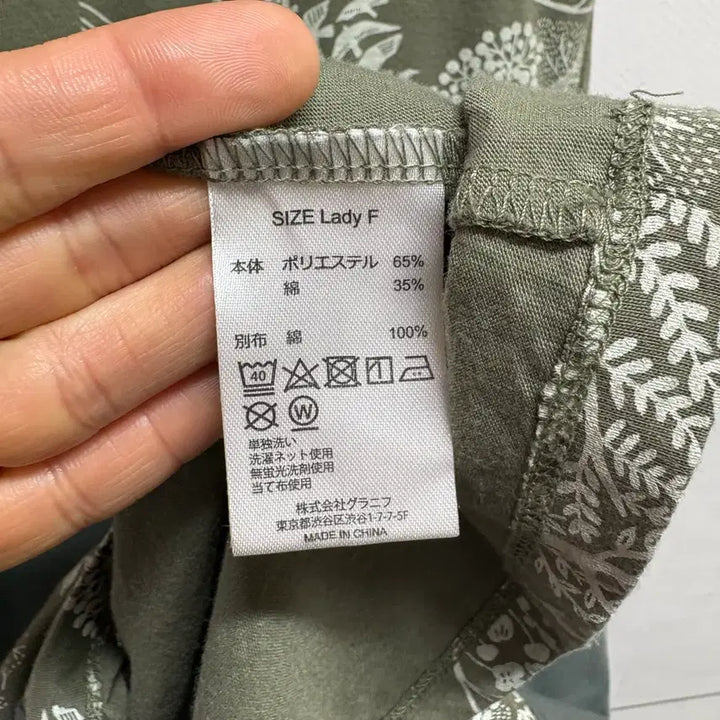 SIZE Lady F
本体 ポリエステル 65%
綿 35%
別布 綿 100%
40
W
単独洗い
洗濯ネット使用
無蛍光洗剤使用
当て布使用
株式会社グラニフ
東京都渋谷区渋谷1-7-7-5F
MADE IN CHINA